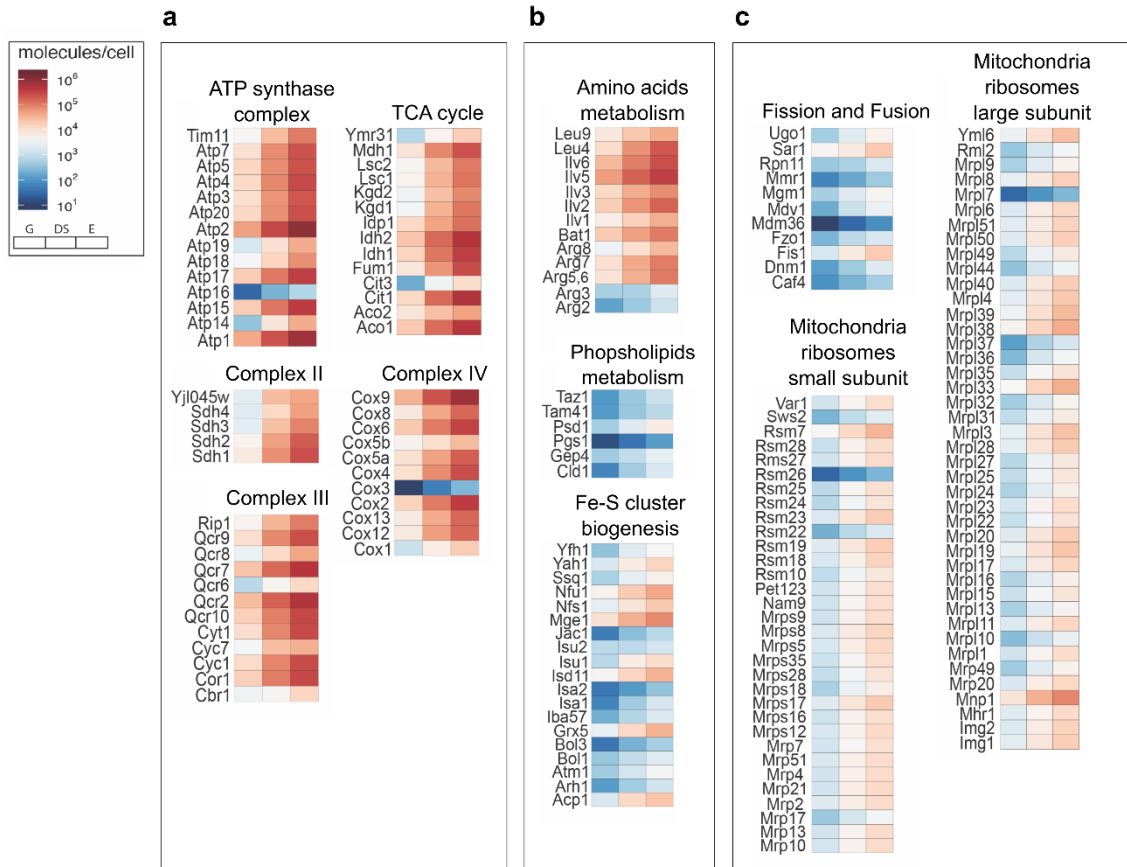 a
b
c
molecules/cell
10⁶
10⁵
10⁴
10³
10²
10¹
G DS E
ATP synthase
complex
Tim11
Atp7
Atp5
Atp4
Atp3
Atp20
Atp2
Atp19
Atp18
Atp17
Atp16
Atp15
Atp14
Atp1
TCA cycle
Ymr31
Mdh1
Lsc2
Lsc1
Kgd2
Kgd1
Idp1
Idh2
Idh1
Fum1
Cit3
Cit1
Aco2
Aco1
Complex II
Yjl045w
Sdh4
Sdh3
Sdh2
Sdh1
Complex IV
Cox9
Cox8
Cox6
Cox5b
Cox5a
Cox4
Cox3
Cox2
Cox13
Cox12
Cox1
Complex III
Rip1
Qcr9
Qcr8
Qcr7
Qcr6
Qcr2
Qcr10
Cyt1
Cyc7
Cyc1
Cor1
Cbr1
Amino acids
metabolism
Leu9
Leu4
Ilv6
Ilv5
Ilv3
Ilv2
Ilv1
Bat1
Arg8
Arg7
Arg5,6
Arg3
Arg2
Phopsholipids
metabolism
Taz1
Tam41
Psd1
Pgs1
Gep4
Cld1
Fe-S cluster
biogenesis
Yfh1
Yah1
Ssq1
Nfu1
Nfs1
Mge1
Jac1
Isu2
Isu1
Isd11
Isa2
Isa1
Iba57
Grx5
Bol3
Bol1
Atm1
Arh1
Acp1
Fission and Fusion
Ugo1
Sar1
Rpn11
Mmr1
Mgm1
Mdv1
Mdm36
Fzo1
Fis1
Dnm1
Caf4
Mitochondria
ribosomes
small subunit
Var1
Sws2
Rsm7
Rsm28
Rms27
Rsm26
Rsm25
Rsm24
Rsm23
Rsm22
Rsm19
Rsm18
Rsm10
Pet123
Nam9
Mrps9
Mrps8
Mrps5
Mrps35
Mrps28
Mrps18
Mrps17
Mrps16
Mrps12
Mrp7
Mrp51
Mrp4
Mrp21
Mrp2
Mrp17
Mrp13
Mrp10
Mitochondria
ribosomes
large subunit
Yml6
Rml2
Mrpl9
Mrpl8
Mrpl7
Mrpl6
Mrpl51
Mrpl50
Mrpl49
Mrpl44
Mrpl40
Mrpl4
Mrpl39
Mrpl38
Mrpl37
Mrpl36
Mrpl35
Mrpl33
Mrpl32
Mrpl31
Mrpl3
Mrpl28
Mrpl27
Mrpl25
Mrpl24
Mrpl23
Mrpl22
Mrpl20
Mrpl19
Mrpl17
Mrpl16
Mrpl15
Mrpl13
Mrpl11
Mrpl10
Mrpl1
Mrp49
Mrp20
Mnp1
Mhr1
Img2
Img1